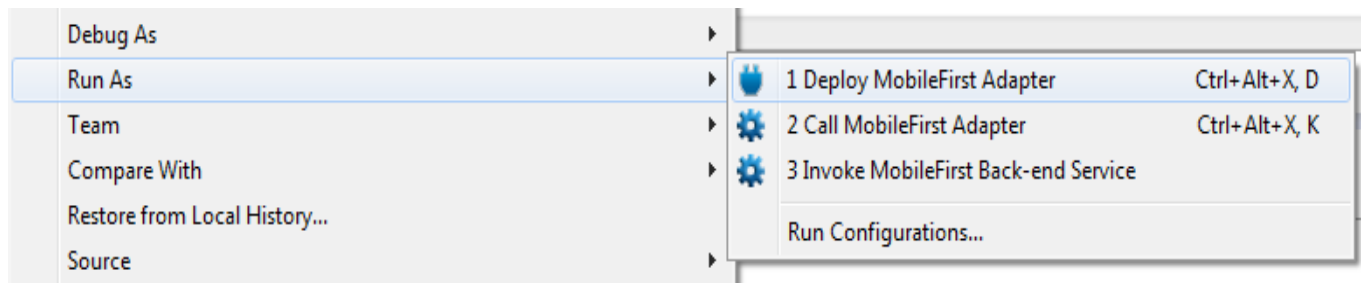 Debug As
Run As
Team
Compare With
Restore from Local History...
Source
1 Deploy MobileFirst Adapter Ctrl+Alt+X, D
2 Call MobileFirst Adapter Ctrl+Alt+X, K
3 Invoke MobileFirst Back-end Service
Run Configurations...